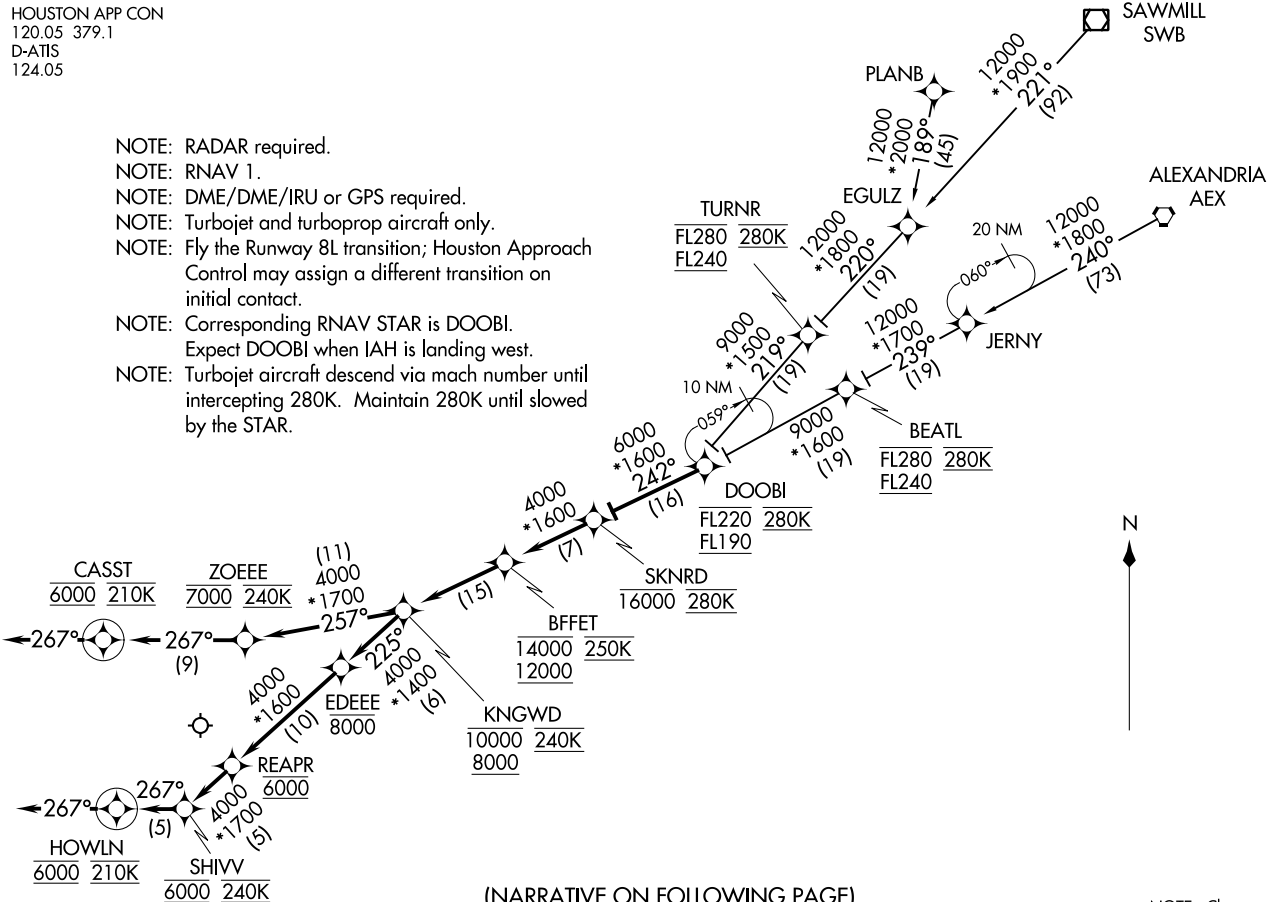 HOUSTON APP CON
120.05 379.1
D-ATIS
124.05
NOTE: RADAR required.
NOTE: RNAV 1.
NOTE: DME/DME/IRU or GPS required.
NOTE: Turbojet and turboprop aircraft only.
NOTE: Fly the Runway 8L transition; Houston Approach
Control may assign a different transition on
initial contact.
NOTE: Corresponding RNAV STAR is DOOBI.
Expect DOOBI when IAH is landing west.
NOTE: Turbojet aircraft descend via mach number until
intercepting 280K. Maintain 280K until slowed
by the STAR.
SAWMILL
SWB
12000
*1900
221°
(92)
PLANB
12000
*2000
189°
(45)
EGULZ
ALEXANDRIA
AEX
12000
*1800
240°
(73)
20 NM
060°
JERNY
TURNR
FL280 280K
FL240
12000
*1800
220°
(19)
12000
*1700
239°
(19)
9000
*1500
219°
(19)
10 NM
059°
9000
*1600
(19)
BEATL
FL280 280K
FL240
6000
*1600
242°
(16)
DOOBI
FL220 280K
FL190
4000
*1600
(7)
SKNRD
16000 280K
(15)
BFFET
14000 250K
12000
(11)
4000
*1700
257°
CASST
6000 210K
ZOEEE
7000 240K
267°
267°
(9)
225°
4000
*1400
(6)
KNGWD
10000 240K
8000
EDEEE
8000
4000
*1600
(10)
REAPR
6000
4000
*1700
(5)
267°
267°
(5)
HOWLN
6000 210K
SHIVV
6000 240K
N
(NARRATIVE ON FOLLOWING PAGE)